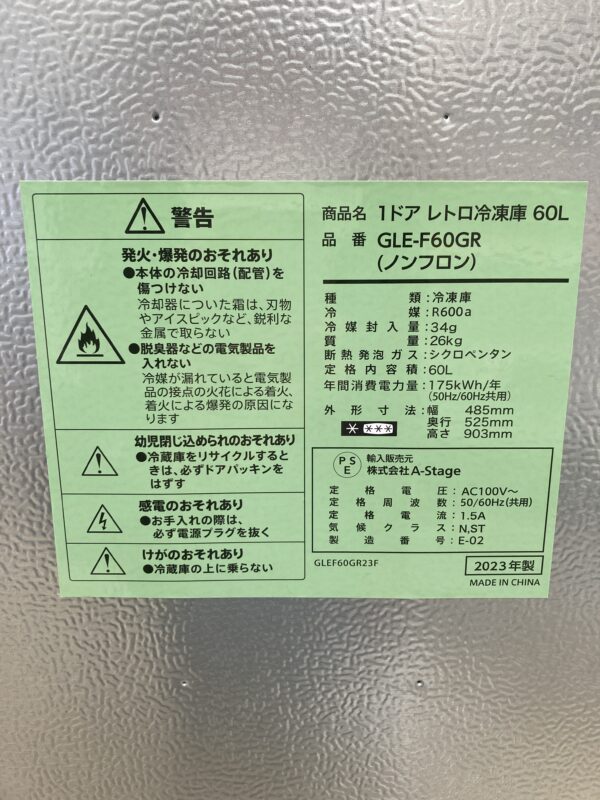 警告
発火・爆発のおそれあり
●本体の冷却回路(配管)を
傷つけない
冷却器についた霜は、刃物
やアイスピックなど、鋭利な
金属で取らない
●脱臭器などの電気製品を
入れない
冷媒が漏れていると電気製
品の接点の火花による着火、
着火による爆発の原因にな
ります
幼児閉じ込められのおそれあり
●冷蔵庫をリサイクルすると
きは、必ずドアパッキンを
はずす
感電のおそれあり
●お手入れの際は、
必ず電源プラグを抜く
けがのおそれあり
●冷蔵庫の上に乗らない
商品名 1ドア レトロ冷凍庫 60L
品番 GLE-F60GR
(ノンフロン)
種類:冷凍庫
冷媒:R600a
冷媒封入量:34g
質量:26kg
断熱発泡ガス:シクロペンタン
定格内容積:60L
年間消費電力量:175kWh/年
(50Hz/60Hz共用)
外形寸法:幅 485mm
奥行 525mm
高さ 903mm
PSE
輸入販売元
株式会社A-Stage
定格電圧:AC100V~
定格周波数:50/60Hz(共用)
定格電流:1.5A
気候クラス:N,ST
製造番号:E-02
GLEF60GR23F
2023年製
MADE IN CHINA